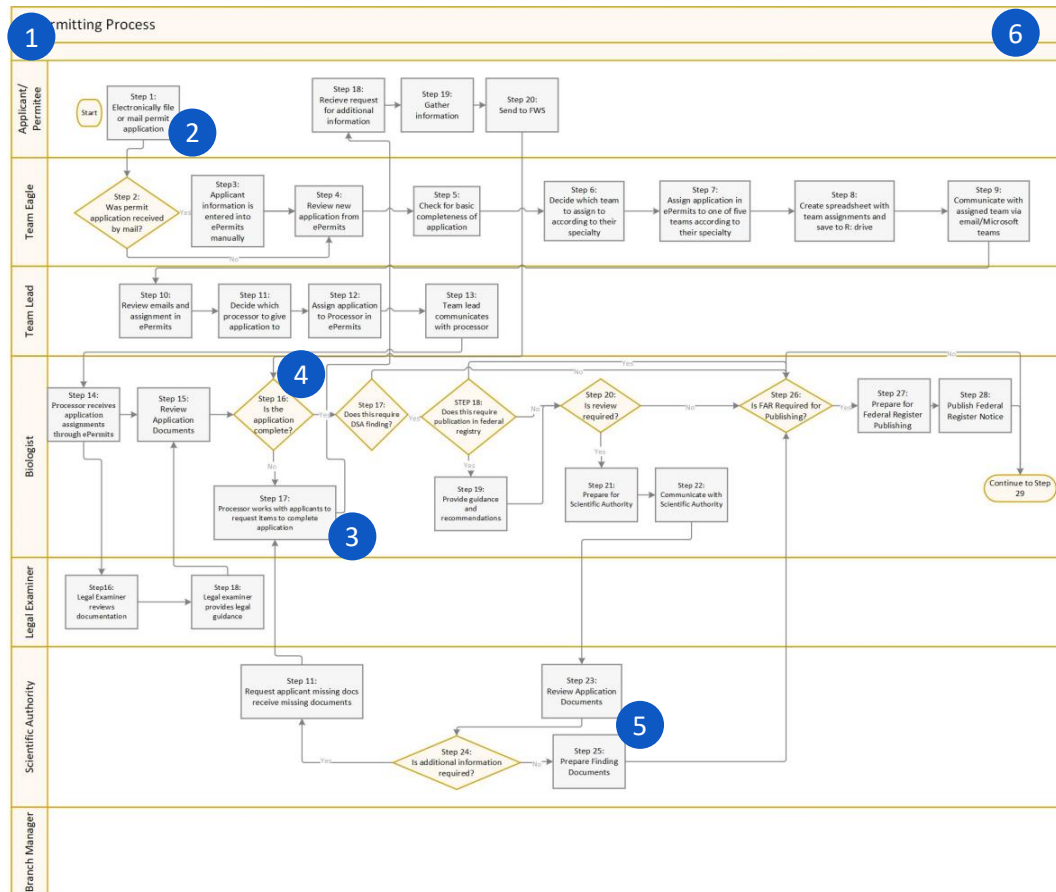 1
rmitting Process
6
Applicant/
Permitee
Start
Step 1:
Electronically file
or mail permit
application
2
Step 18:
Recieve request
for additional
information
Step 19:
Gather
information
Step 20:
Send to FWS
Team Eagle
Step 2:
Was permit
application received
by mail?
Yes
No
Step3:
Applicant
information is
entered into
ePermits
manually
Step 4:
Review new
application from
ePermits
Step 5:
Check for basic
completeness of
application
Step 6:
Decide which team
to assign to
according to their
specialty
Step 7:
Assign application in
ePermits to one of five
teams according to
their specialty
Step 8:
Create spreadsheet with
team assignments and
save to R: drive
Step 9:
Communicate with
assigned team via
email/Microsoft
teams
Team Lead
Step 10:
Review emails and
assignment in
ePermits
Step 11:
Decide which
processor to give
application to
Step 12:
Assign application
to Processor in
ePermits
Step 13:
Team lead
communicates
with processor
Biologist
Step 14:
Processor receives
application
assignments
through ePermits
Step 15:
Review
Application
Documents
4
Step 16:
Is the
application
complete?
Yes
No
Step 17:
Does this require
DSA finding?
Yes
No
STEP 18:
Does this require
publication in federal
registry
Yes
No
Yes
Step 19:
Provide guidance
and
recommendations
Step 20:
Is review
required?
No
Yes
Step 21:
Prepare for
Scientific Authority
Step 22:
Communicate with
Scientific Authority
Step 26:
Is FAR Required for
Publishing?
Yes
No
Step 27:
Prepare for
Federal Register
Publishing
Step 28:
Publish Federal
Register Notice
Continue to Step
29
Step 17:
Processor works with applicants to
request items to complete
application
3
Legal Examiner
Step16:
Legal Examiner
reviews
documentation
Step 18:
Legal examiner
provides legal
guidance
Scientific Authority
Step 11:
Request applicant missing docs
receive missing documents
Step 23:
Review Application
Documents
5
Step 24:
Is additional information
required?
Yes
No
Step 25:
Prepare Finding
Documents
Branch Manager